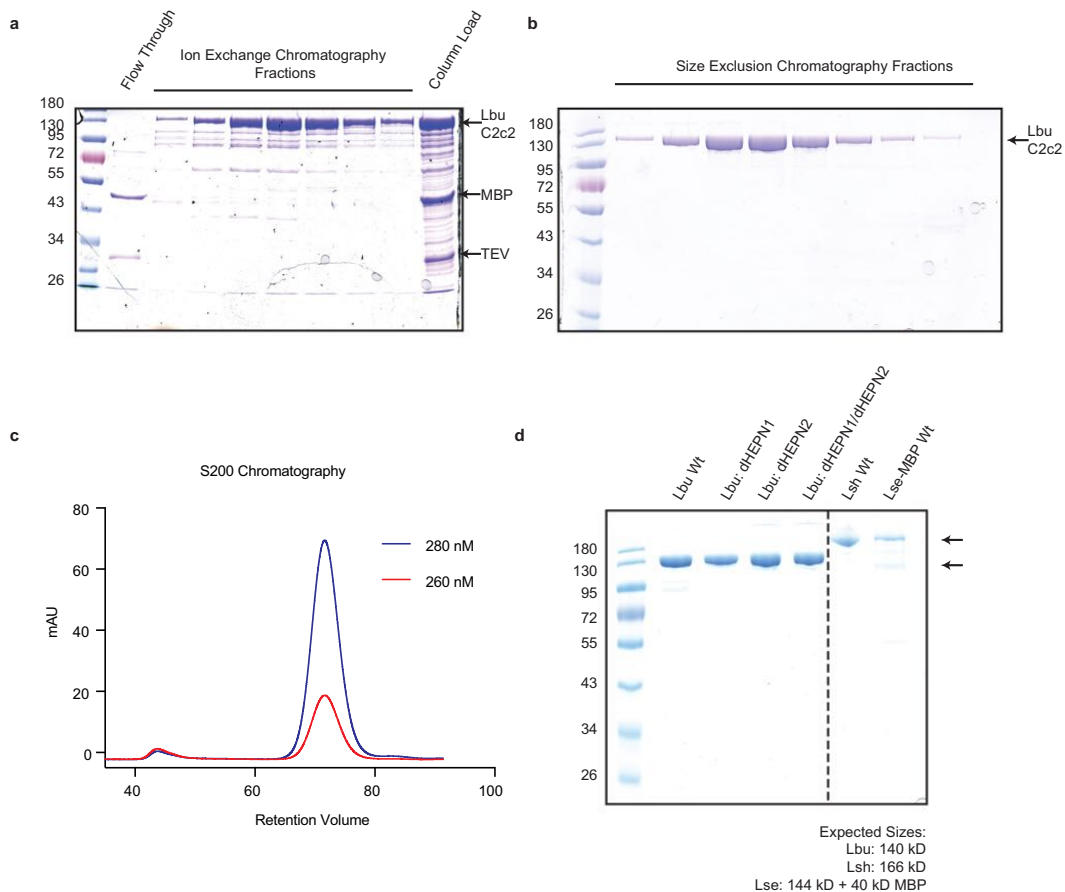 a
Flow Through
Ion Exchange Chromatography
Fractions
Column Load
180
130
95
72
55
43
34
26
Lbu
C2c2
MBP
TEV
b
Size Exclusion Chromatography Fractions
180
130
95
72
55
43
34
26
Lbu
C2c2
c
S200 Chromatography
80
60
40
20
0
mAU
280 nM
260 nM
40
60
80
100
Retention Volume
d
Lbu Wt
Lbu: dHEPN1
Lbu: dHEPN2
Lbu: dHEPN1/dHEPN2
Lsh Wt
Lse-MBP Wt
180
130
95
72
55
43
34
26
Expected Sizes:
Lbu: 140 kD
Lsh: 166 kD
Lse: 144 kD + 40 kD MBP